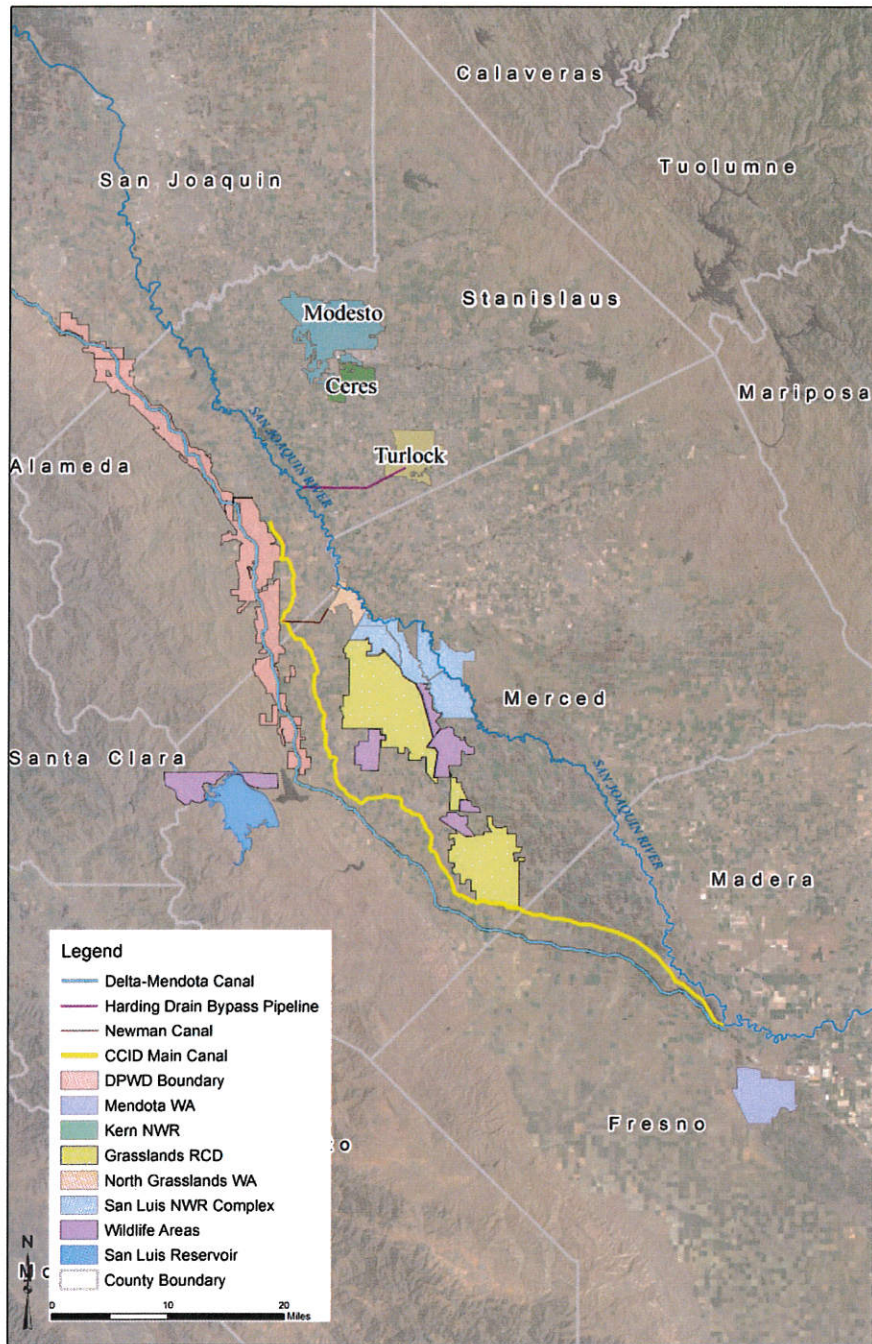 Calaveras
Tuolumne
San Joaquin
Stanislaus
Modesto
Ceres
Mariposa
SAN JOAQUIN RIVER
Turlock
Alameda
Merced
Santa Clara
SAN JOAQUIN RIVER
Madera
Fresno
Legend
Delta-Mendota Canal
Harding Drain Bypass Pipeline
Newman Canal
CCID Main Canal
DPWD Boundary
Mendota WA
Kern NWR
Grasslands RCD
North Grasslands WA
San Luis NWR Complex
Wildlife Areas
San Luis Reservoir
County Boundary
N
0 10 20
Miles